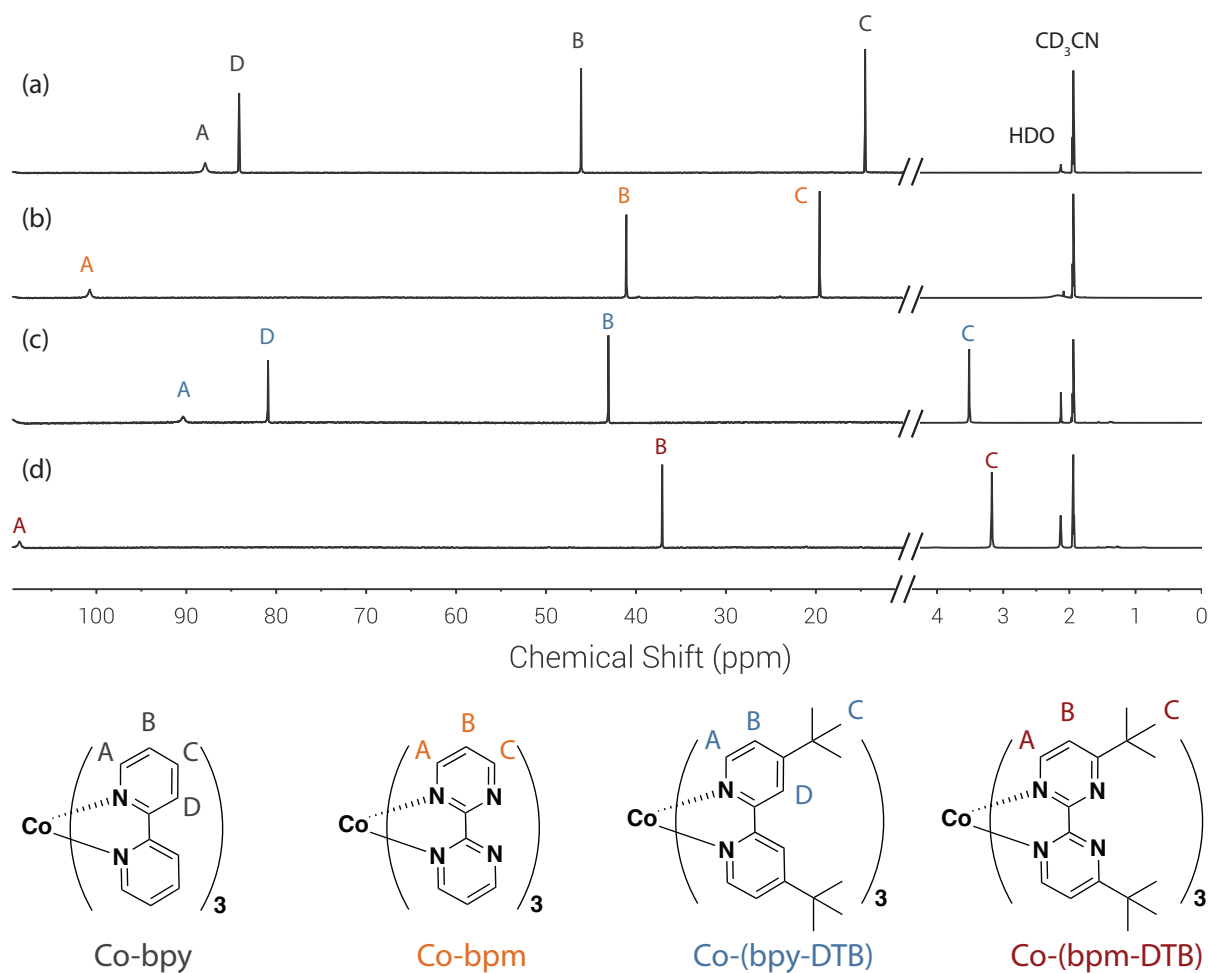 C
B
CD3CN
D
(a)
HDO
A
(b)
B
C
A
(c)
D
B
C
A
(d)
B
C
A
100 90 80 70 60 50 40 30 20 4 3 2 1 0
Chemical Shift (ppm)
B B B C B C
A C A C A A
N N N N N N
D D
Co Co Co Co
N N N N N N
3 3 3 3
Co-bpy Co-bpm Co-(bpy-DTB) Co-(bpm-DTB)